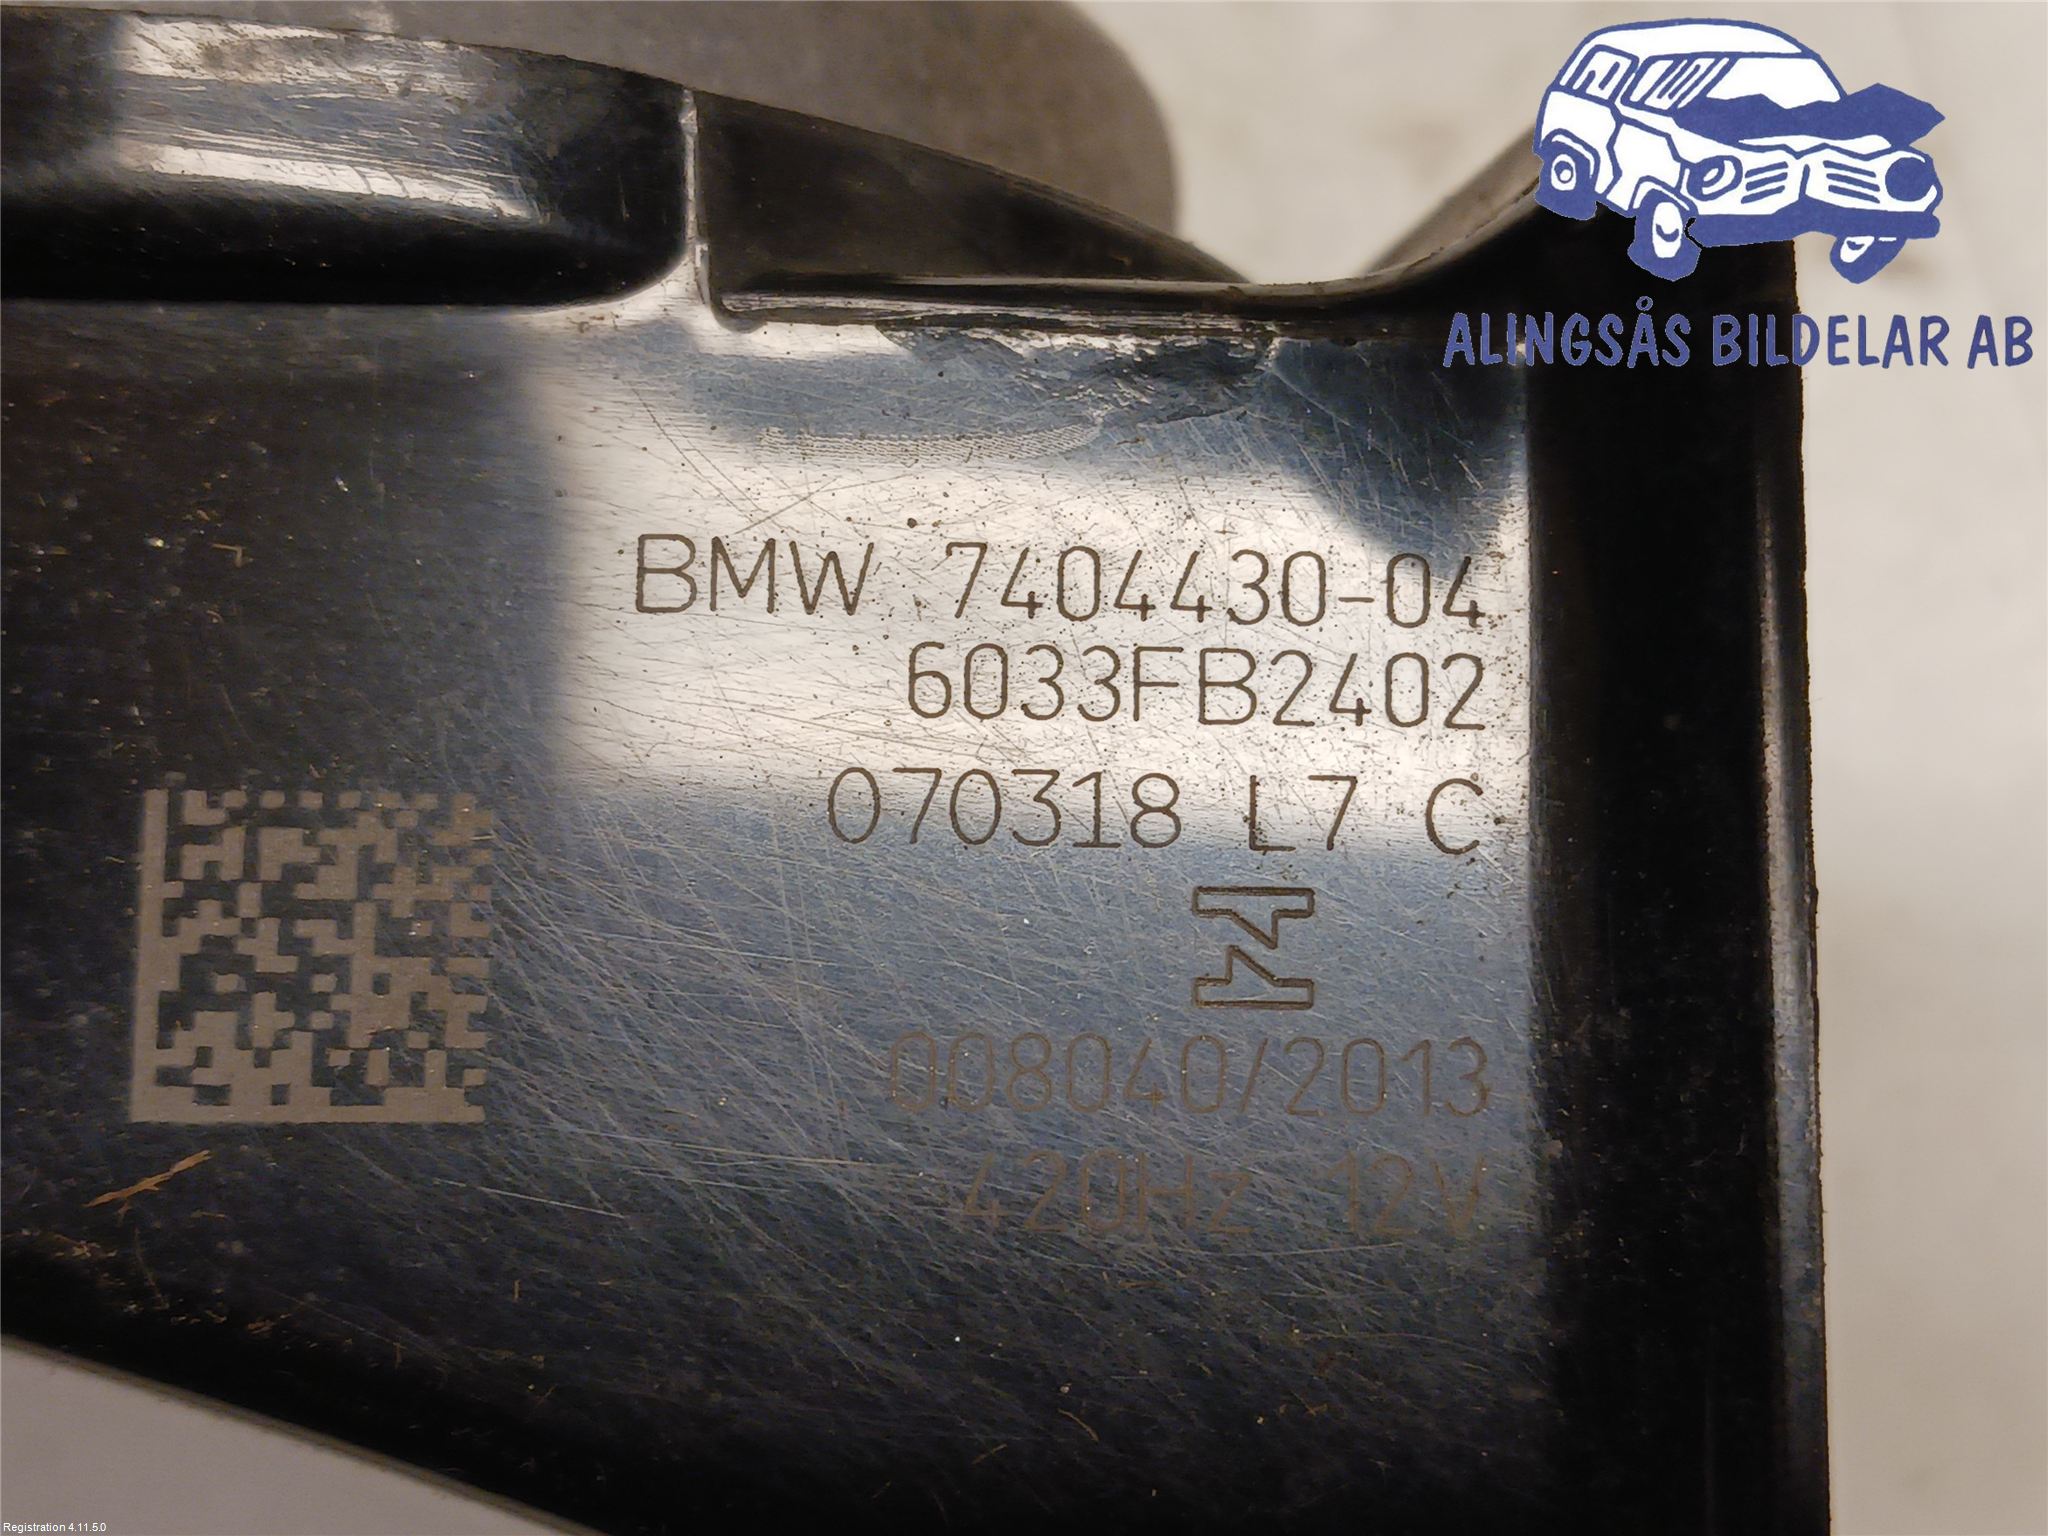 ALINGSÅS BILDELAR AB
BMW 7404430-04
6033FB2402
070318 L7 C
008040/2013
420Hz 12V
Registration 4.11.5.0